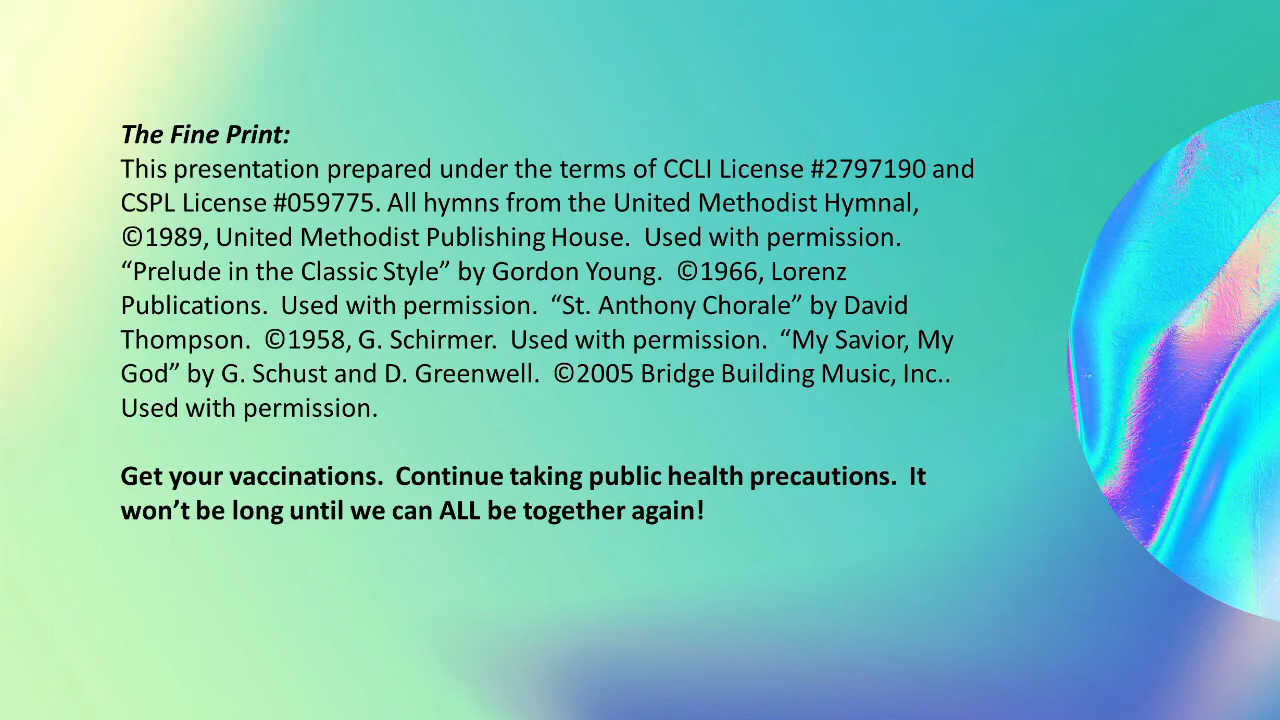 The Fine Print:
This presentation prepared under the terms of CCLI License #2797190 and
CSPL License #059775. All hymns from the United Methodist Hymnal,
©1989, United Methodist Publishing House.  Used with permission.
“Prelude in the Classic Style” by Gordon Young.  ©1966, Lorenz
Publications.  Used with permission.  “St. Anthony Chorale” by David
Thompson.  ©1958, G. Schirmer.  Used with permission.  “My Savior, My
God” by G. Schust and D. Greenwell.  ©2005 Bridge Building Music, Inc..
Used with permission.
Get your vaccinations.  Continue taking public health precautions.  It
won’t be long until we can ALL be together again!